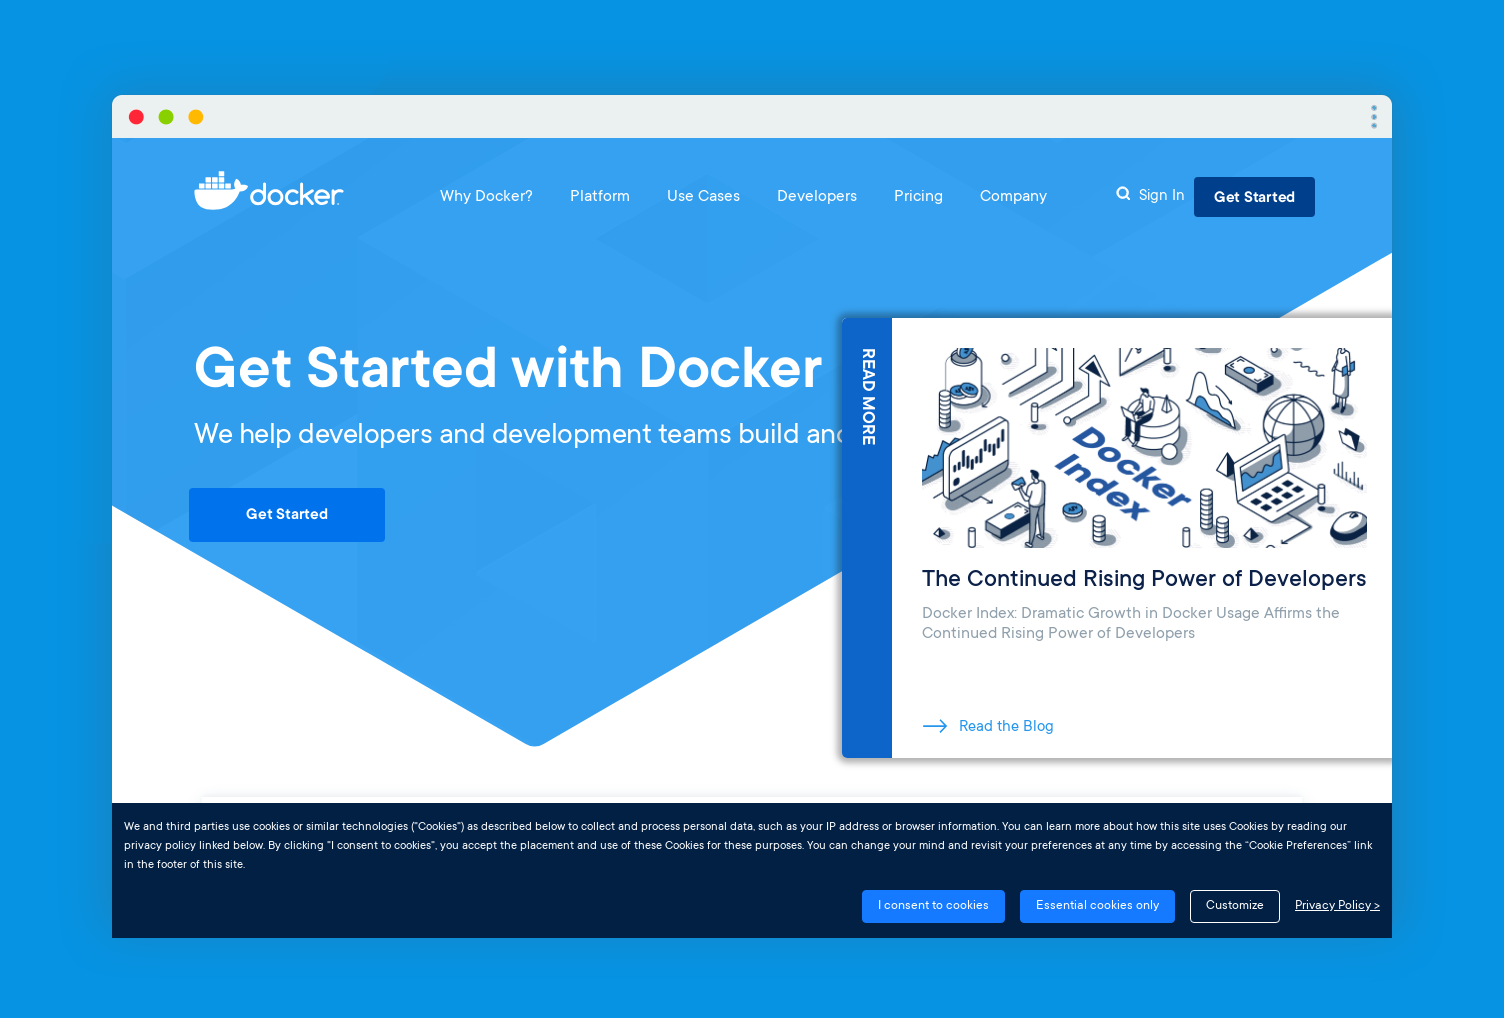 docker
Why Docker? Platform Use Cases Developers Pricing Company Sign In Get Started
Get Started with Docker
We help developers and development teams build
Get Started
READ MORE
Docker
Index
The Continued Rising Power of Developers
Docker Index: Dramatic Growth in Docker Usage Affirms the
Continued Rising Power of Developers
Read the Blog
We and third parties use cookies or similar technologies ("Cookies") as described below to collect and process personal data, such as your IP address or browser information. You can learn more about how this site uses Cookies by reading our
privacy policy linked below. By clicking "I consent to cookies", you accept the placement and use of these Cookies for these purposes. You can change your mind and revisit your preferences at any time by accessing the "Cookie Preferences" link
in the footer of this site.
I consent to cookies Essential cookies only Customize Privacy Policy >